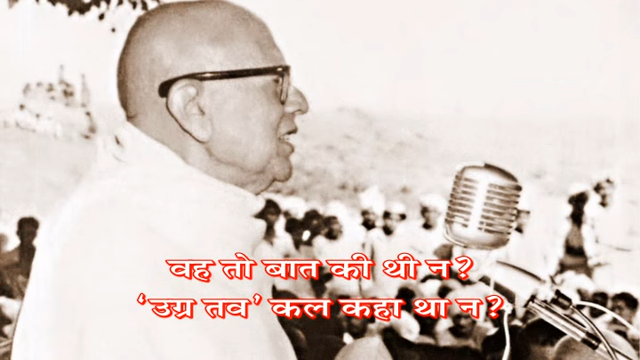 वह तो बात की थी न?
‘उग्र तव’ कल कहा था न?